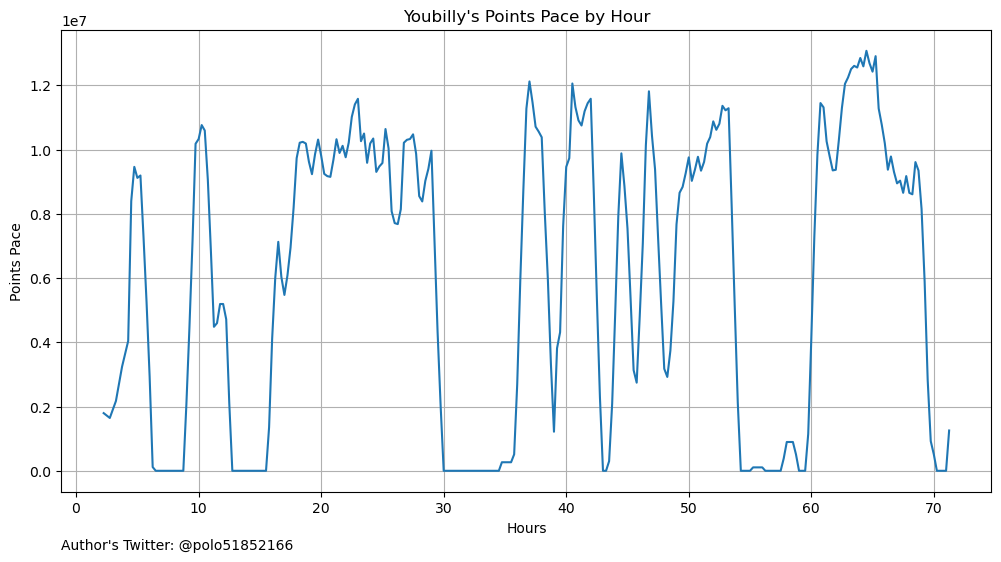 Youbilly's Points Pace by Hour
1e7
1.2
1.0
0.8
0.6
0.4
0.2
0.0
Points Pace
0 10 20 30 40 50 60 70
Hours
Author's Twitter: @polo51852166